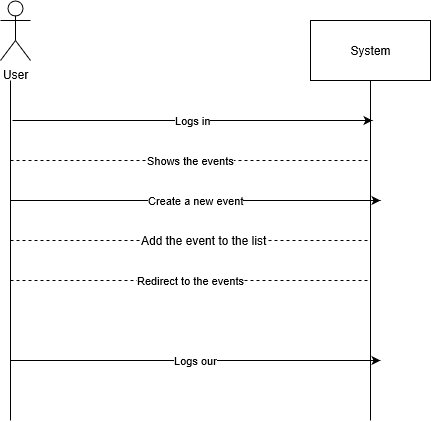 User
System
Logs in
Shows the events
Create a new event
Add the event to the list
Redirect to the events
Logs our